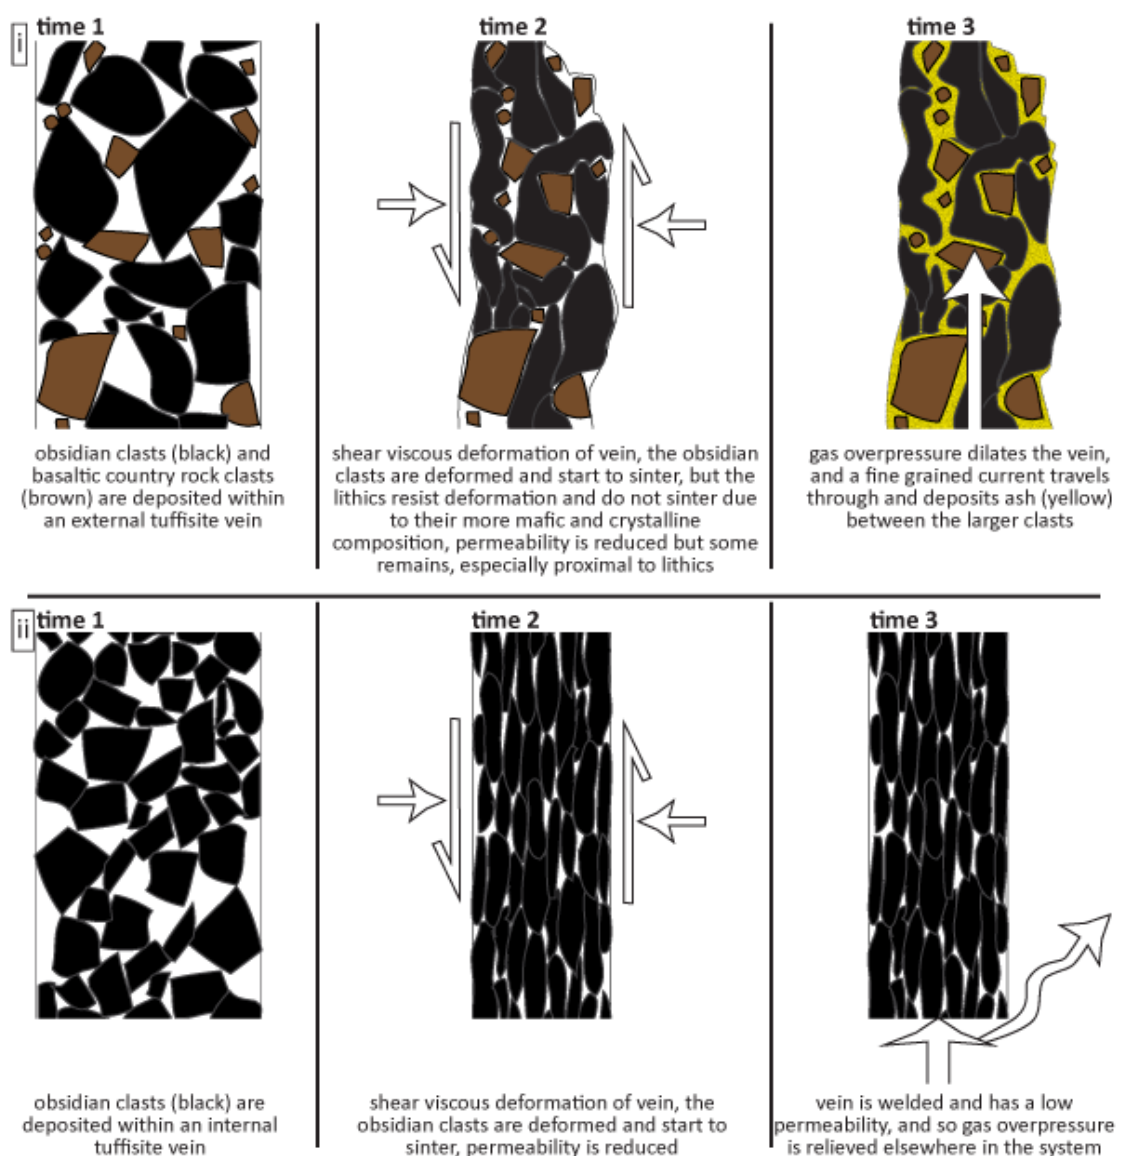 i
time 1
time 2
time 3
obsidian clasts (black) and
basaltic country rock clasts
(brown) are deposited within
an external tuffisite vein
shear viscous deformation of vein, the obsidian
clasts are deformed and start to sinter, but the
lithics resist deformation and do not sinter due
to their more mafic and crystalline
composition, permeability is reduced but some
remains, especially proximal to lithics
gas overpressure dilates the vein,
and a fine grained current travels
through and deposits ash (yellow)
between the larger clasts
ii
time 1
time 2
time 3
obsidian clasts (black) are
deposited within an internal
tuffisite vein
shear viscous deformation of vein, the
obsidian clasts are deformed and start to
sinter, permeability is reduced
vein is welded and has a low
permeability, and so gas overpressure
is relieved elsewhere in the system